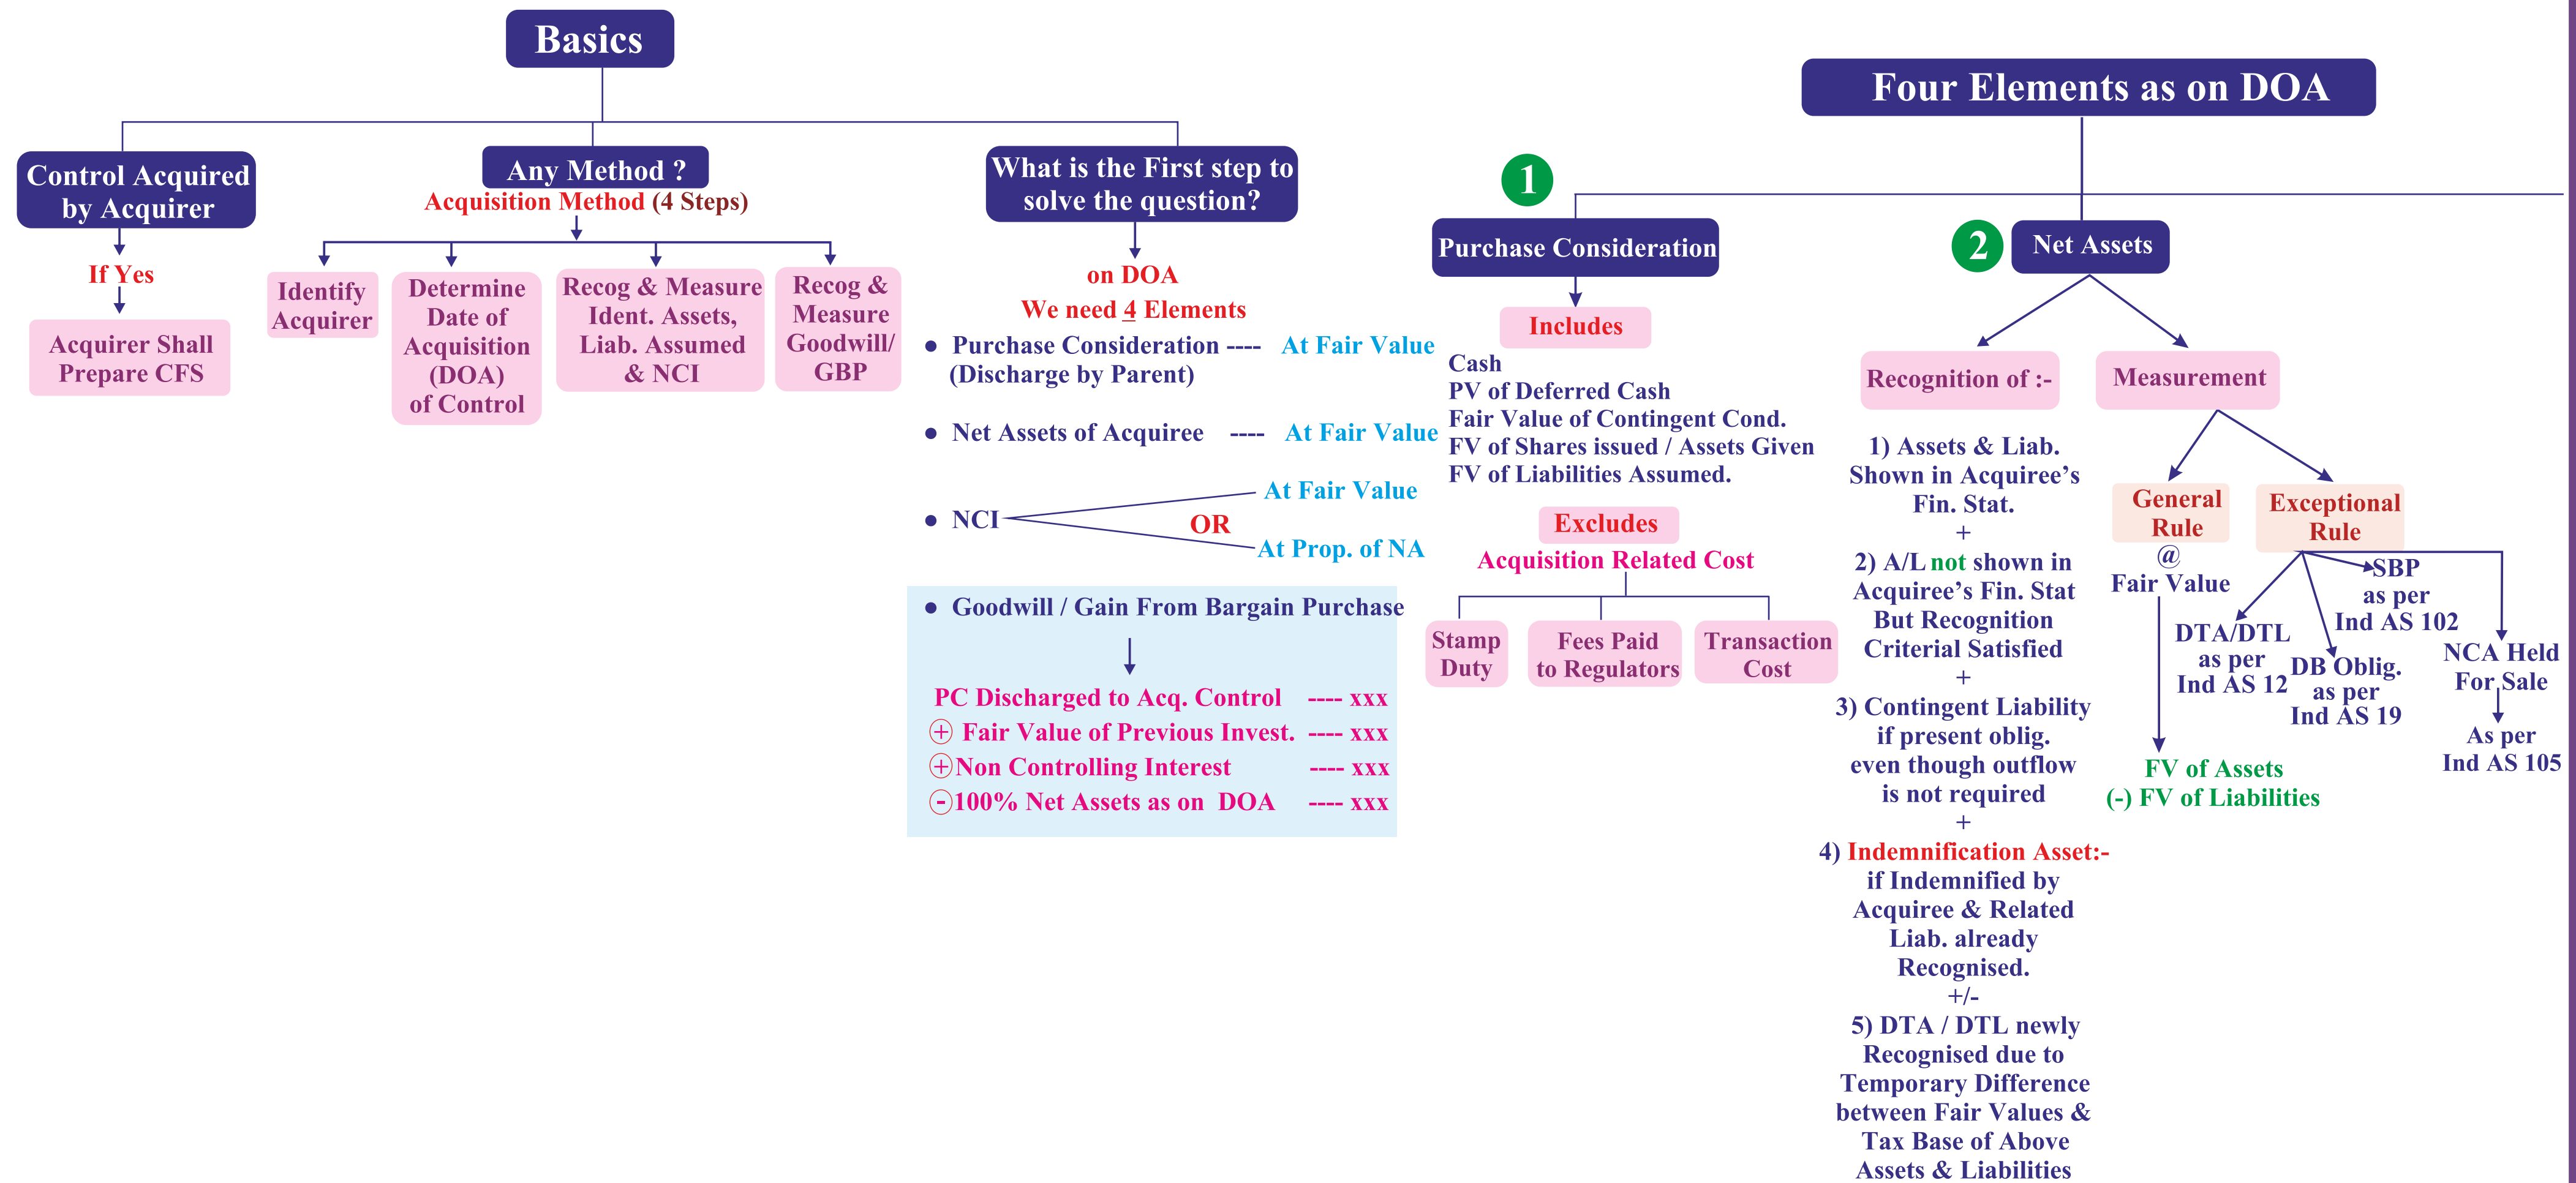 Basics
Control Acquired
by Acquirer
If Yes
Acquirer Shall
Prepare CFS
Any Method ?
Acquisition Method (4 Steps)
Identify
Acquirer
Determine
Date of
Acquisition
(DOA)
of Control
Recog & Measure
Ident. Assets,
Liab. Assumed
& NCI
Recog &
Measure
Goodwill/
GBP
What is the First step to
solve the question?
on DOA
We need 4 Elements
● Purchase Consideration ---- At Fair Value
(Discharge by Parent)
● Net Assets of Acquiree ---- At Fair Value
● NCI
At Fair Value
OR
At Prop. of NA
● Goodwill / Gain From Bargain Purchase
PC Discharged to Acq. Control ---- xxx
+ Fair Value of Previous Invest. ---- xxx
+ Non Controlling Interest ---- xxx
- 100% Net Assets as on DOA ---- xxx
Four Elements as on DOA
1
Purchase Consideration
Includes
Cash
PV of Deferred Cash
Fair Value of Contingent Cond.
FV of Shares issued / Assets Given
FV of Liabilities Assumed.
Excludes
Acquisition Related Cost
Stamp
Duty
Fees Paid
to Regulators
Transaction
Cost
2
Net Assets
Recognition of :-
1) Assets & Liab.
Shown in Acquiree’s
Fin. Stat.
+
2) A/L not shown in
Acquiree’s Fin. Stat
But Recognition
Criterial Satisfied
+
3) Contingent Liability
if present oblig.
even though outflow
is not required
+
4) Indemnification Asset:-
if Indemnified by
Acquiree & Related
Liab. already
Recognised.
+/-
5) DTA / DTL newly
Recognised due to
Temporary Difference
between Fair Values &
Tax Base of Above
Assets & Liabilities
Measurement
General
Rule
@
Fair Value
FV of Assets
(-) FV of Liabilities
Exceptional
Rule
DTA/DTL
as per
Ind AS 12
DB Oblig.
as per
Ind AS 19
SBP
as per
Ind AS 102
NCA Held
For Sale
As per
Ind AS 105